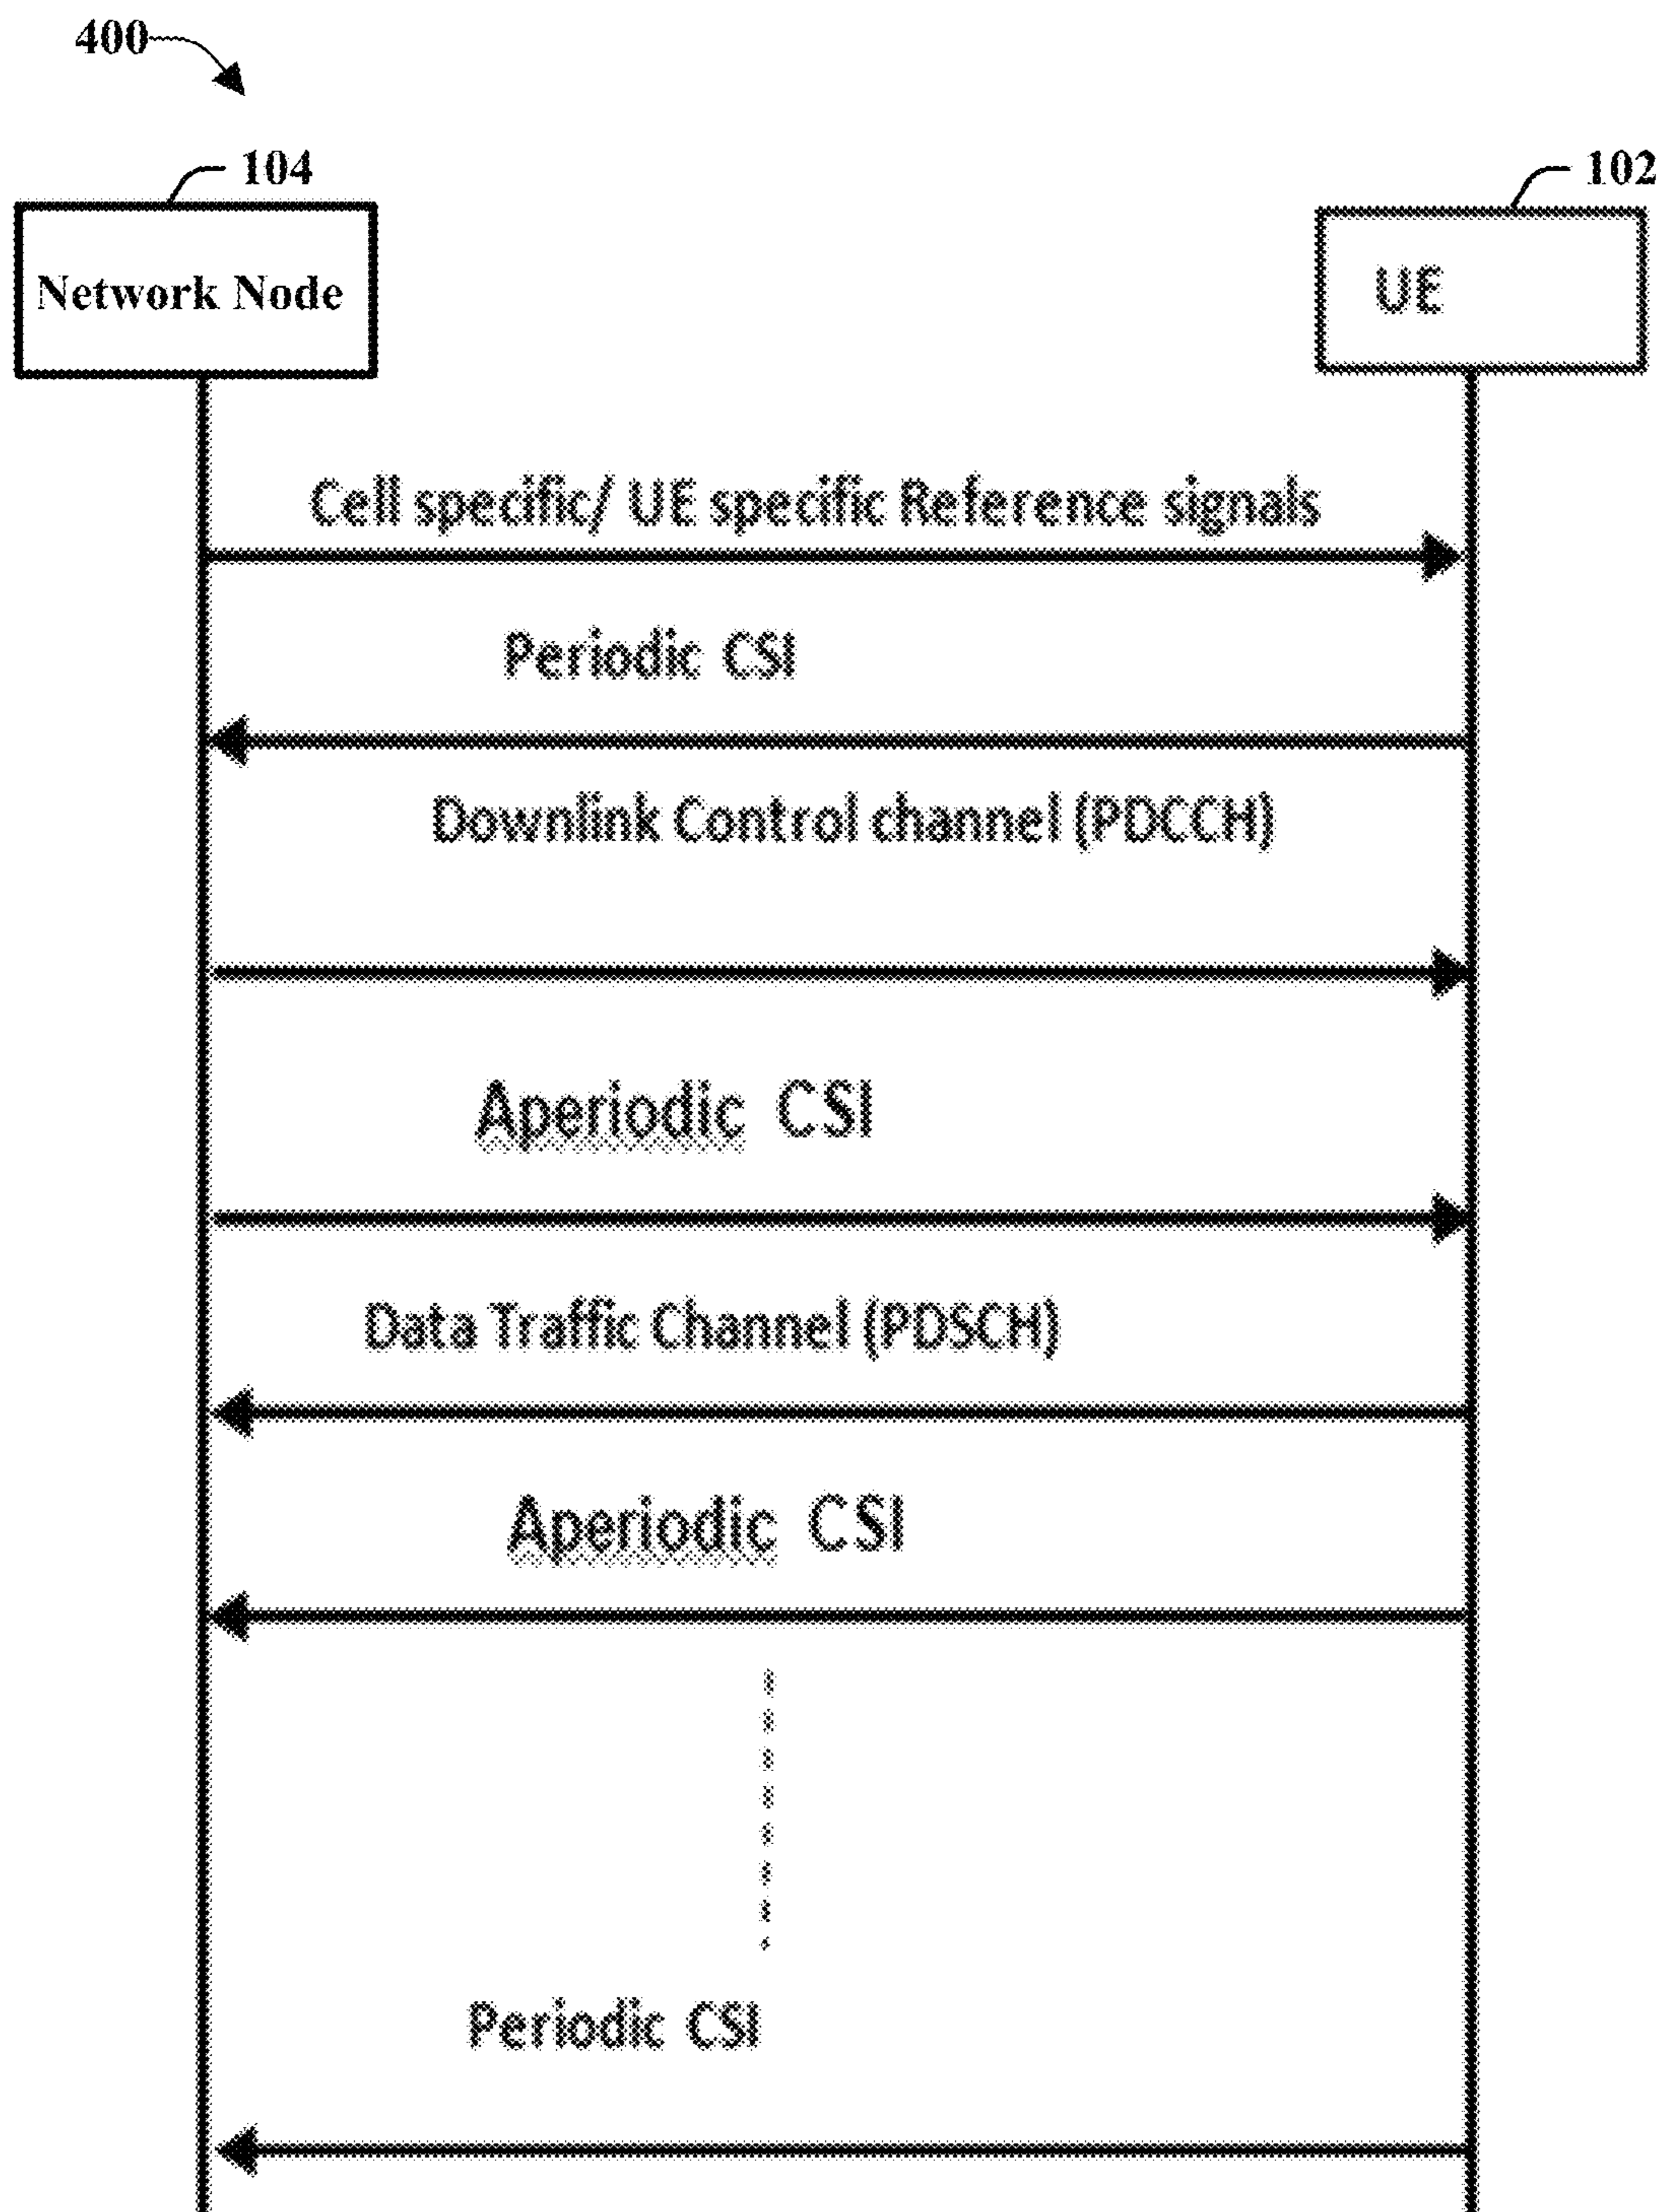 400
104
102
Network Node
UE
Cell specific/ UE specific Reference signals
Periodic CSI
Downlink Control channel (PDCCH)
Aperiodic CSI
Data Traffic Channel (PDSCH)
Aperiodic CSI
Periodic CSI